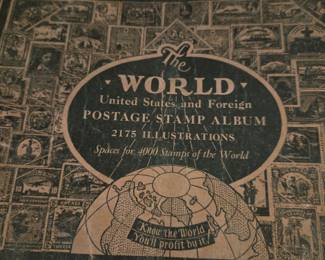 The
WORLD
United States and Foreign
POSTAGE STAMP ALBUM
2175 ILLUSTRATIONS
Spaces for 4000 Stamps of the World
Know the World
You'll profit by it!